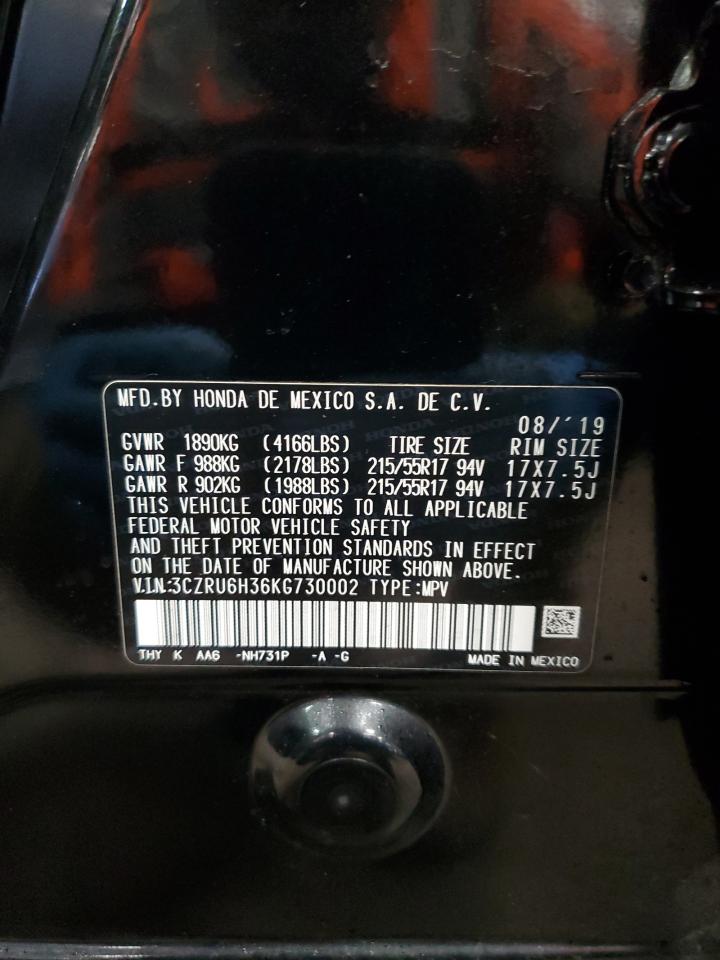 MFD.BY HONDA DE MEXICO S.A. DE C.V.
08/'19
GVWR 1890KG (4166LBS) TIRE SIZE RIM SIZE
GAWR F 988KG (2178LBS) 215/55R17 94V 17X7.5J
GAWR R 902KG (1988LBS) 215/55R17 94V 17X7.5J
THIS VEHICLE CONFORMS TO ALL APPLICABLE
FEDERAL MOTOR VEHICLE SAFETY
AND THEFT PREVENTION STANDARDS IN EFFECT
ON THE DATE OF MANUFACTURE SHOWN ABOVE.
V.I.N:3CZRU6H36KG730002 TYPE:MPV
THY K AA6 -NH731P -A -G MADE IN MEXICO